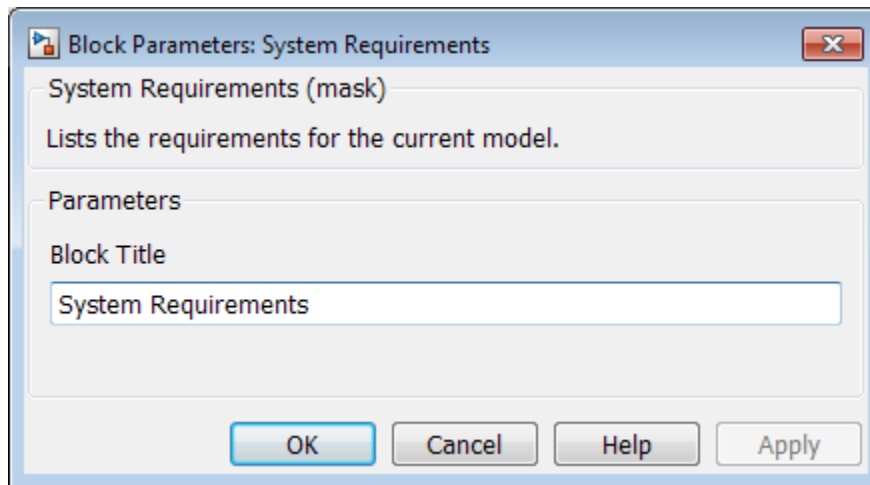 Block Parameters: System Requirements
System Requirements (mask)
Lists the requirements for the current model.
Parameters
Block Title
System Requirements
OK Cancel Help Apply